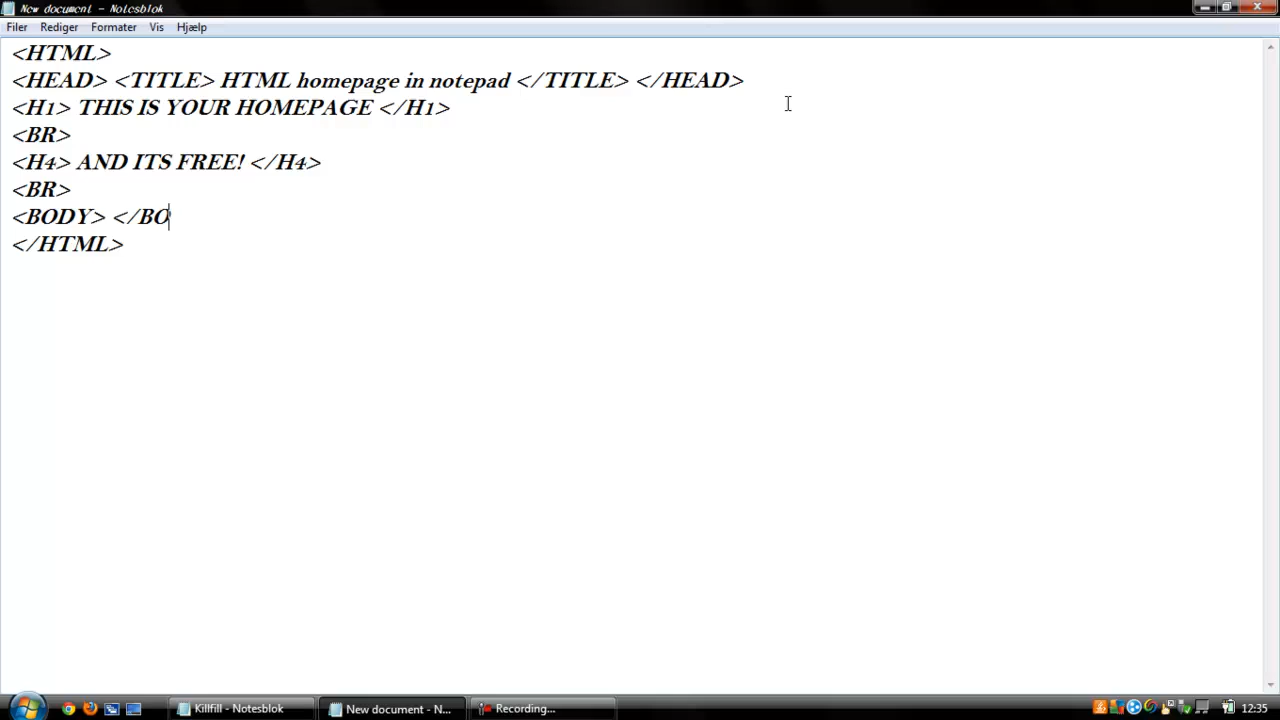 New document - Notesblok
Filer Rediger Formater Vis Hjælp
<HTML>
<HEAD> <TITLE> HTML homepage in notepad </TITLE> </HEAD>
<H1> THIS IS YOUR HOMEPAGE </H1>
<BR>
<H4> AND ITS FREE! </H4>
<BR>
<BODY> </BO
</HTML>
Killfill - Notesblok New document - N... Recording... 12:35